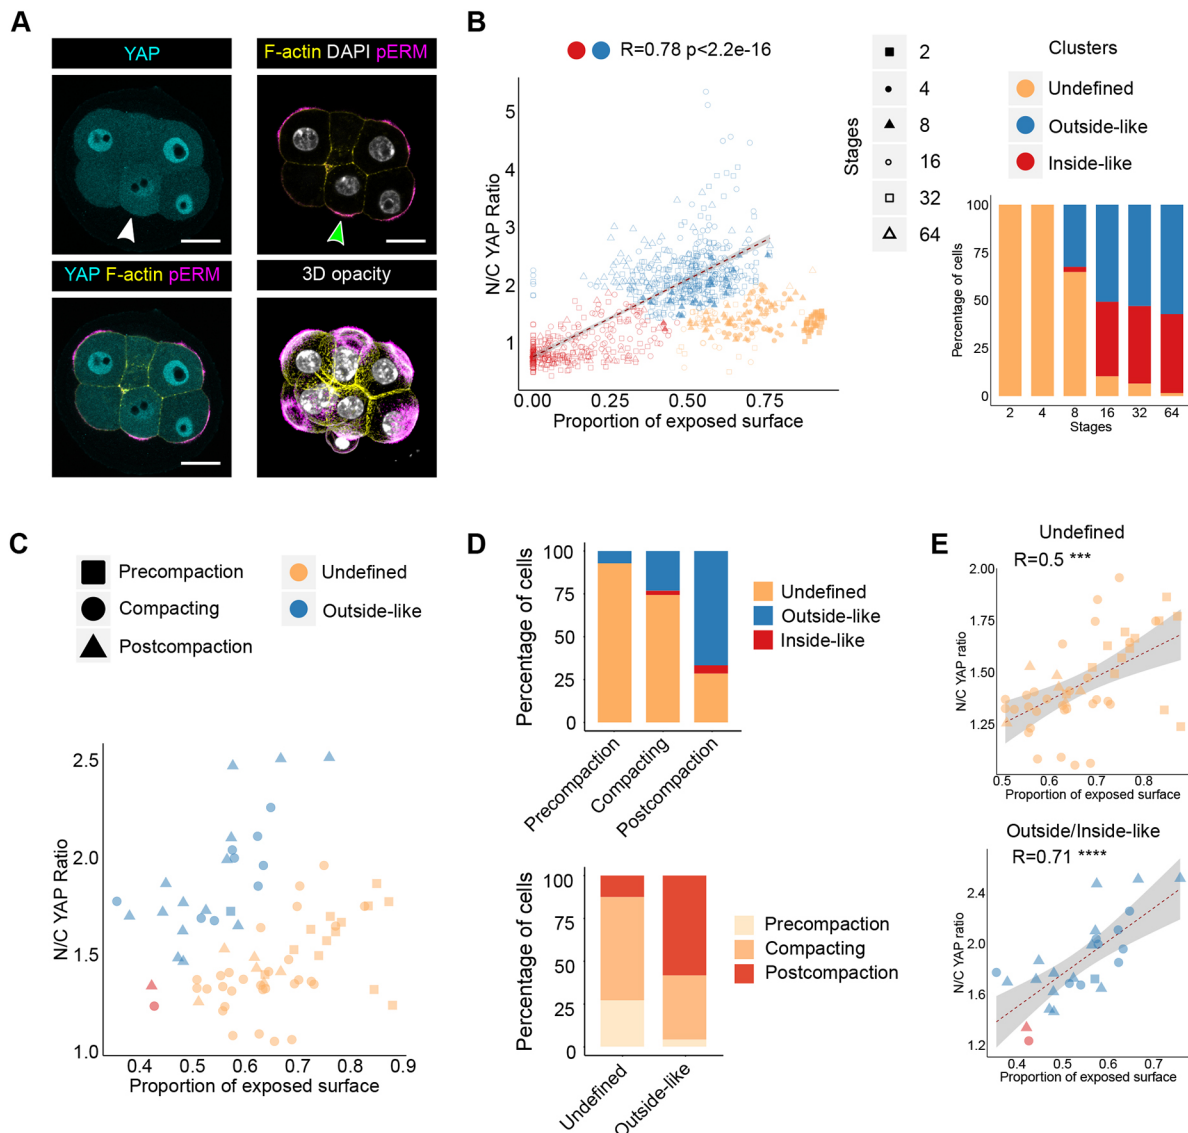 A
YAP
F-actin DAPI pERM
YAP F-actin pERM
3D opacity
B
R=0.78 p<2.2e-16
N/C YAP Ratio
5
4
3
2
1
0.00
0.25
0.50
0.75
Proportion of exposed surface
Stages
2
4
8
16
32
64
Clusters
Undefined
Outside-like
Inside-like
Percentage of cells
100
75
50
25
0
2
4
8
16
32
64
Stages
C
Precompaction
Compacting
Postcompaction
Undefined
Outside-like
N/C YAP Ratio
2.5
2.0
1.5
1.0
0.4
0.5
0.6
0.7
0.8
0.9
Proportion of exposed surface
D
Percentage of cells
100
75
50
25
0
Precompaction
Compacting
Postcompaction
Undefined
Outside-like
Inside-like
Percentage of cells
100
75
50
25
0
Undefined
Outside-like
Precompaction
Compacting
Postcompaction
E
Undefined
R=0.5 ***
N/C YAP ratio
2.00
1.75
1.50
1.25
0.5
0.6
0.7
0.8
Proportion of exposed surface
Outside/Inside-like
R=0.71 ****
N/C YAP ratio
2.4
2.0
1.6
1.2
0.4
0.5
0.6
0.7
Proportion of exposed surface